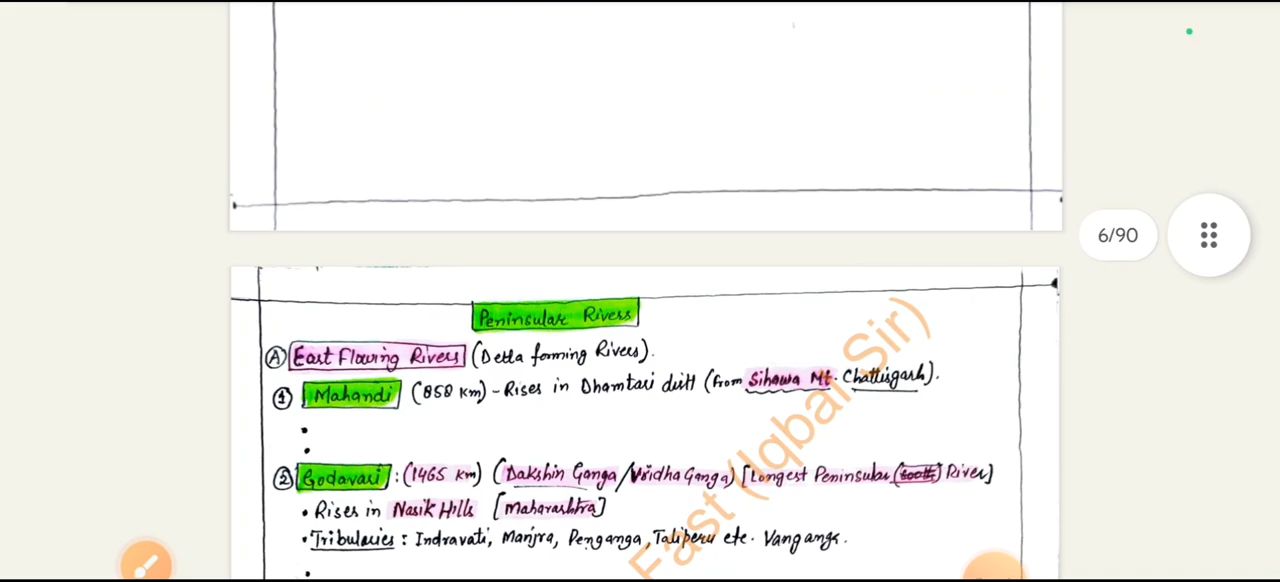 6/90
Peninsular Rivers
Ⓐ East Flowing Rivers (Delta forming Rivers).
① Mahandi (858 Km) - Rises in Dhamtari distt (from Sihawa Mt. Chattisgarh).
② Godavari : (1465 Km) (Dakshin Ganga / Vridha Ganga) [Longest Peninsular River]
• Rises in Nasik Hills [Maharashtra]
• Tributaries : Indravati, Manjra, Penganga, Taliperu etc. Vanganga.
Fast (Iqbal Sir)